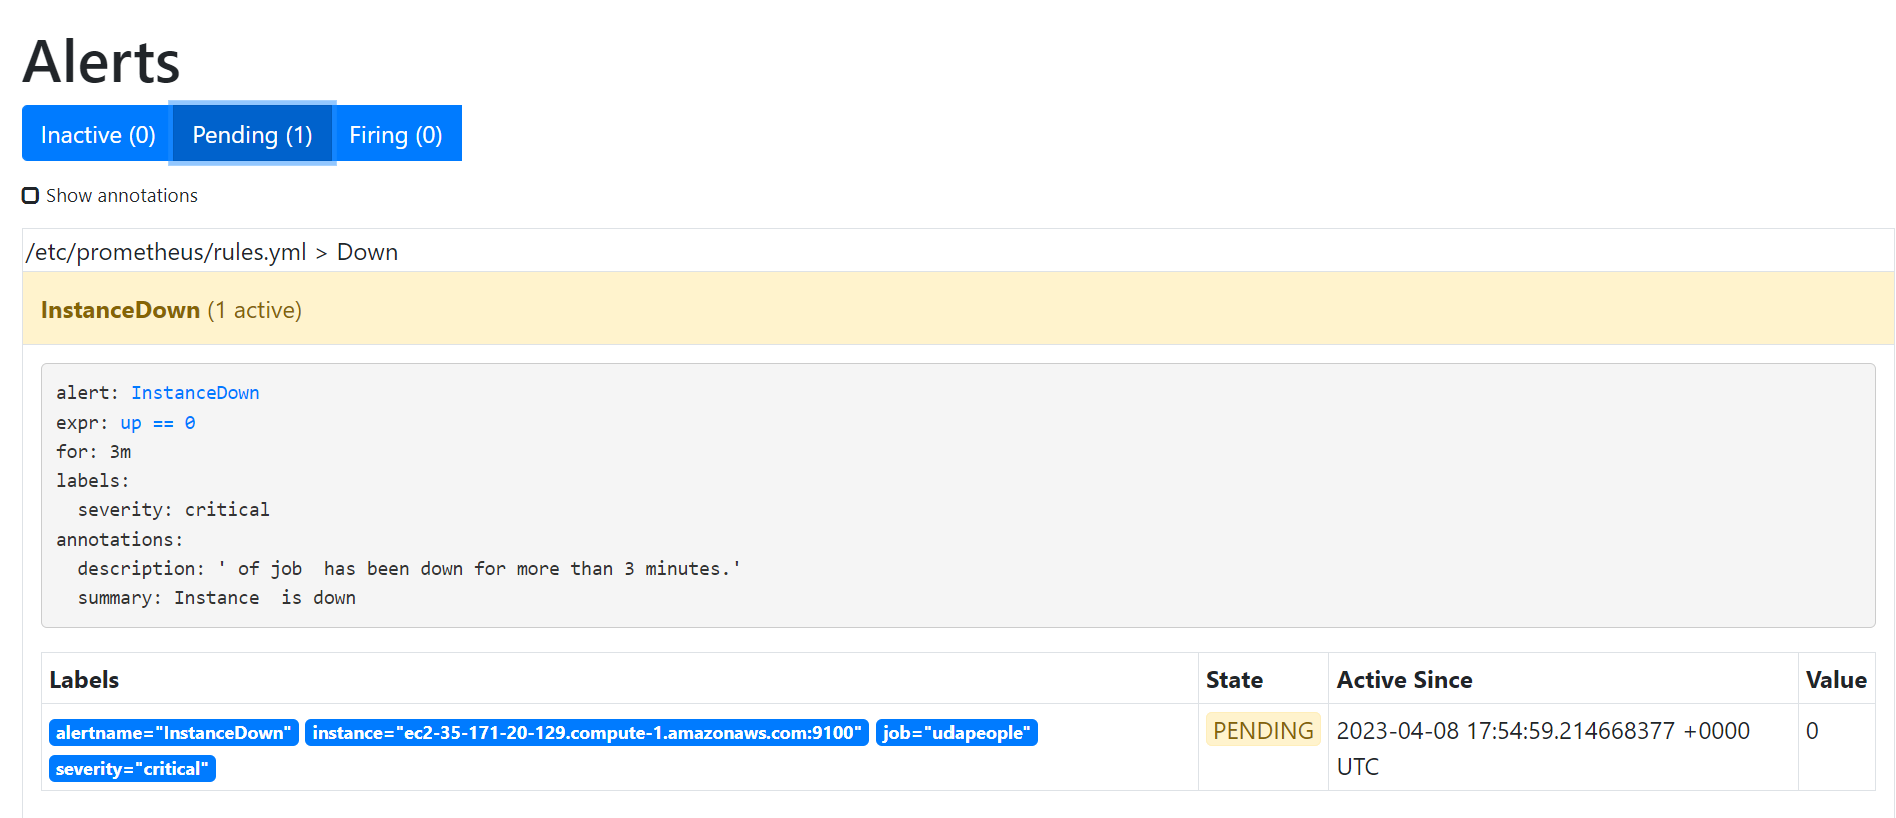 Alerts
Inactive (0) Pending (1) Firing (0)
Show annotations
/etc/prometheus/rules.yml > Down
InstanceDown (1 active)
alert: InstanceDown
expr: up == 0
for: 3m
labels:
  severity: critical
annotations:
  description: ' of job  has been down for more than 3 minutes.'
  summary: Instance  is down
Labels State Active Since Value
alertname="InstanceDown" instance="ec2-35-171-20-129.compute-1.amazonaws.com:9100" job="udapeople" PENDING 2023-04-08 17:54:59.214668377 +0000 0
severity="critical" UTC